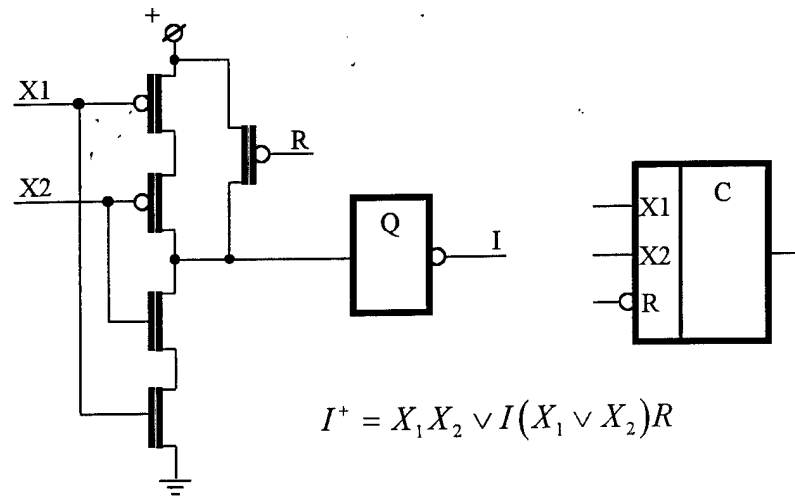 +
X1
R
X2
Q
I
C
X1
X2
R
I⁺ = X₁X₂ ∨ I(X₁ ∨ X₂)R